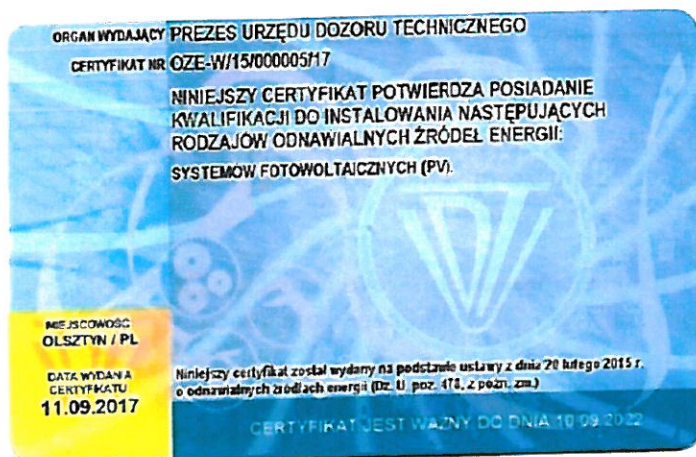 ORGAN WYDAJĄCY PREZES URZĘDU DOZORU TECHNICZNEGO
CERTYFIKAT NR OZE-W/15/000005/17
NINIEJSZY CERTYFIKAT POTWIERDZA POSIADANIE
KWALIFIKACJI DO INSTALOWANIA NASTĘPUJĄCYCH
RODZAJÓW ODNAWIALNYCH ŹRÓDEŁ ENERGII:
SYSTEMÓW FOTOWOLTAICZNYCH (PV).
MIEJSCOWOŚĆ
OLSZTYN / PL
DATA WYDANIA
CERTYFIKATU
11.09.2017
Niniejszy certyfikat został wydany na podstawie ustawy z dnia 20 lutego 2015 r.
o odnawialnych źródłach energii (Dz. U. poz. 478, z późn. zm.)
CERTYFIKAT JEST WAŻNY DO DNIA 10.09.2022